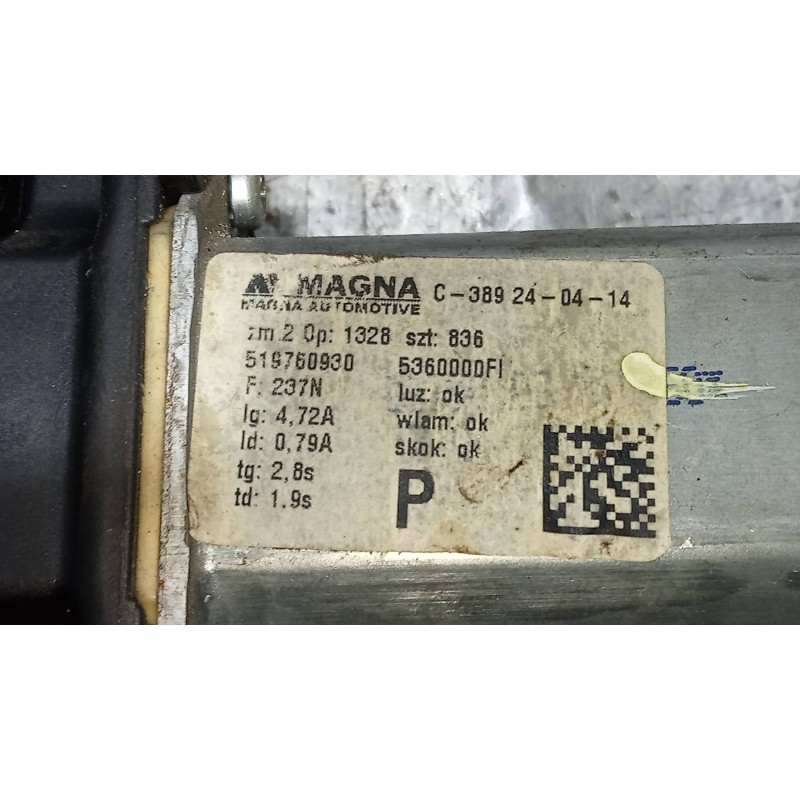 MAGNA C-389 24-04-14
MAGNA AUTOMOTIVE
zm.2 Op: 1328 szt: 836
519760930 5360000FI
F: 237N luz: ok
Ig: 4,72A wlam: ok
Id: 0,79A skok: ok
tg: 2,8s
td: 1,9s
P